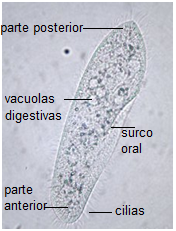 parte posterior
vacuolas
digestivas
surco
oral
parte
anterior
cilias